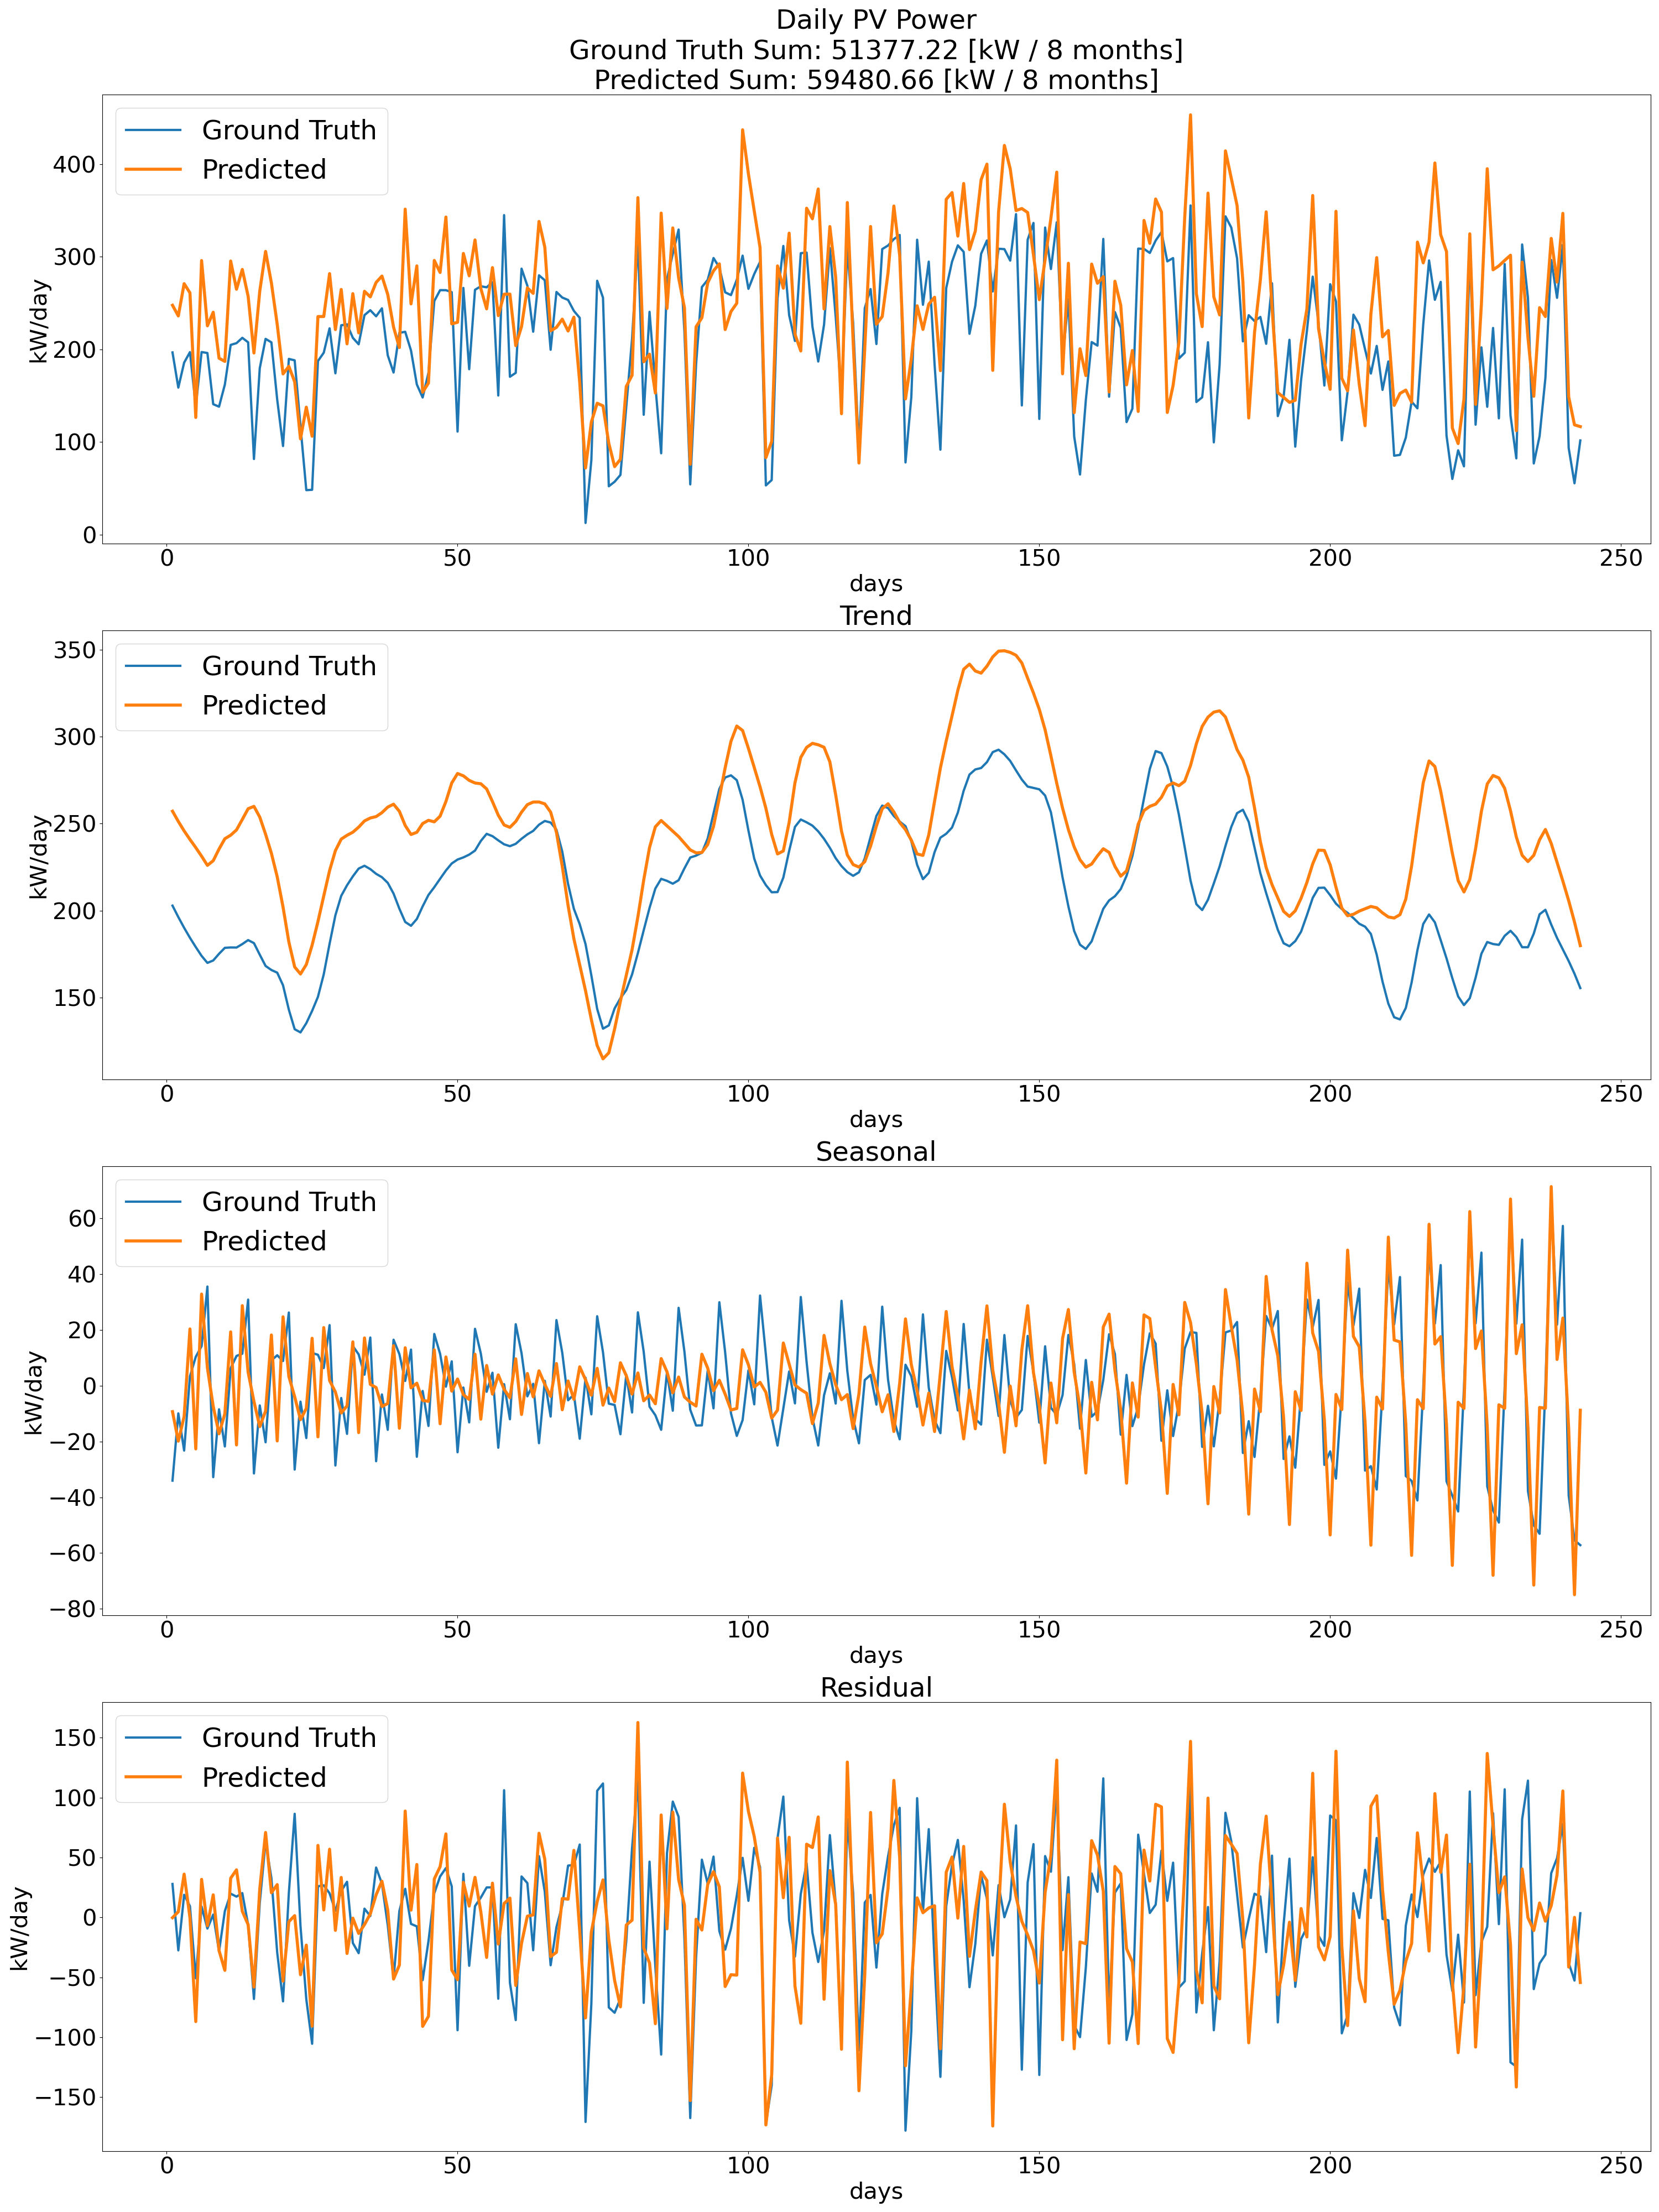 Daily PV Power
Ground Truth Sum: 51377.22 [kW / 8 months]
Predicted Sum: 59480.66 [kW / 8 months]
Ground Truth
Predicted
400
300
200
100
0
kW/day
0 50 100 150 200 250
days
Trend
Ground Truth
Predicted
350
300
250
200
150
kW/day
0 50 100 150 200 250
days
Seasonal
Ground Truth
Predicted
60
40
20
0
−20
−40
−60
−80
kW/day
0 50 100 150 200 250
days
Residual
Ground Truth
Predicted
150
100
50
0
−50
−100
−150
kW/day
0 50 100 150 200 250
days